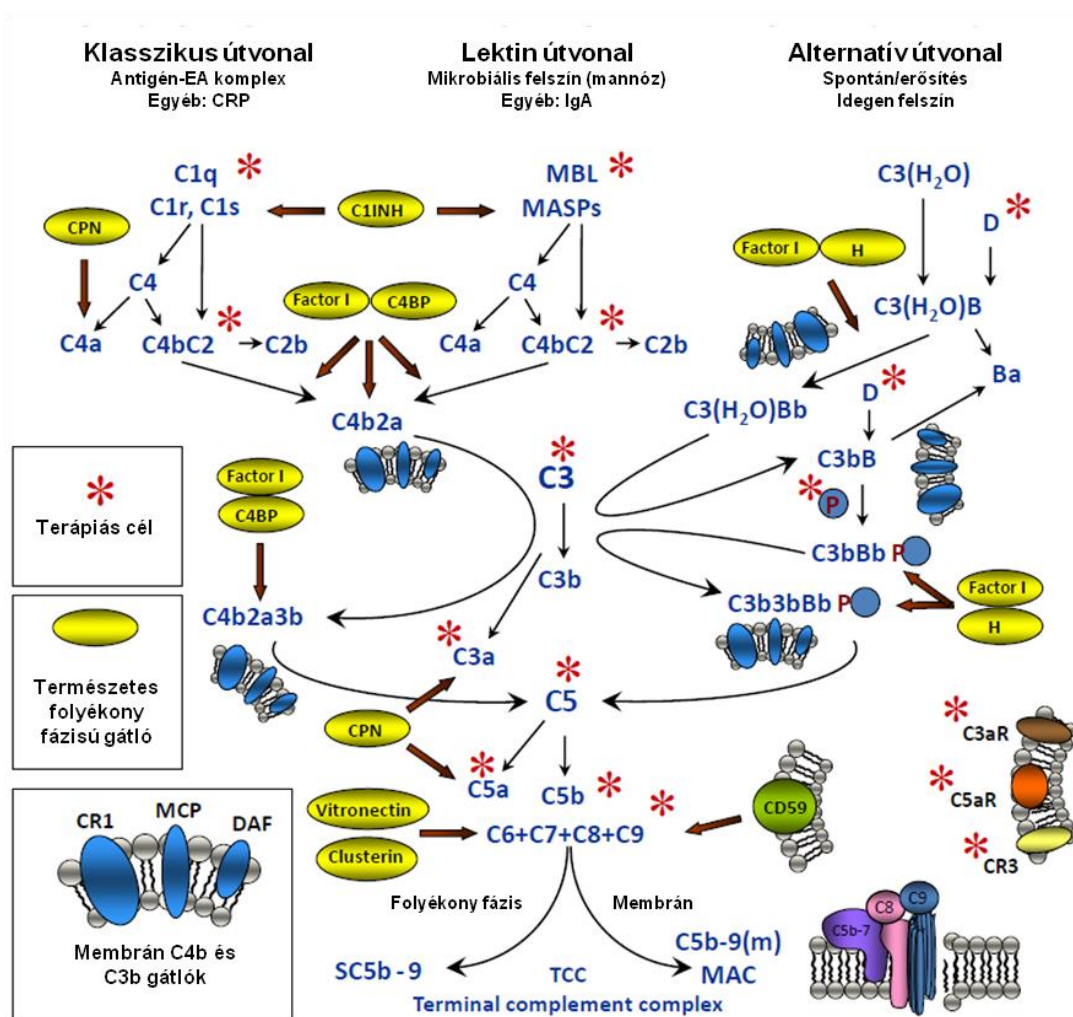 Klasszikus útvonal
Antigén-EA komplex
Egyéb: CRP
Lektin útvonal
Mikrobiális felszín (mannóz)
Egyéb: IgA
Alternatív útvonal
Spontán/erősítés
Idegen felszín
C1q *
C1r, C1s
CPN
C1INH
MBL *
MASPs
C3(H₂O)
D *
Factor I
H
C4
Factor I
C4BP
C4
C3(H₂O)B
C4a
C4bC2 *
C2b
C4a
C4bC2 *
C2b
Ba
C4b2a
C3(H₂O)Bb
D *
C3bB
*
C3
* P
*
Terápiás cél
Factor I
C4BP
C3b
C3bBb P
C4b2a3b
C3b3bBb P
Factor I
H
* C3a
Természetes
folyékony
fázisú gátló
*
C5
CPN
* C3aR
*
C5a
C5b *
*
* C5aR
CD59
Vitronectin
Clusterin
C6+C7+C8+C9
* CR3
CR1
MCP
DAF
Membrán C4b és
C3b gátlók
Folyékony fázis
Membrán
C5b-7
C8
C9
SC5b - 9
TCC
C5b-9(m)
MAC
Terminal complement complex